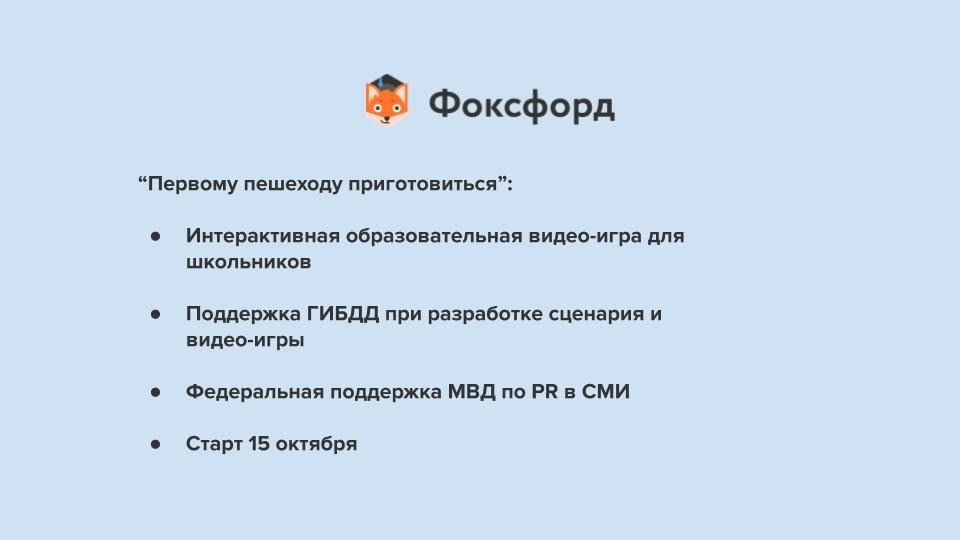 Фоксфорд
“Первому пешеходу приготовиться”:
● Интерактивная образовательная видео-игра для
школьников
● Поддержка ГИБДД при разработке сценария и
видео-игры
● Федеральная поддержка МВД по PR в СМИ
● Старт 15 октября